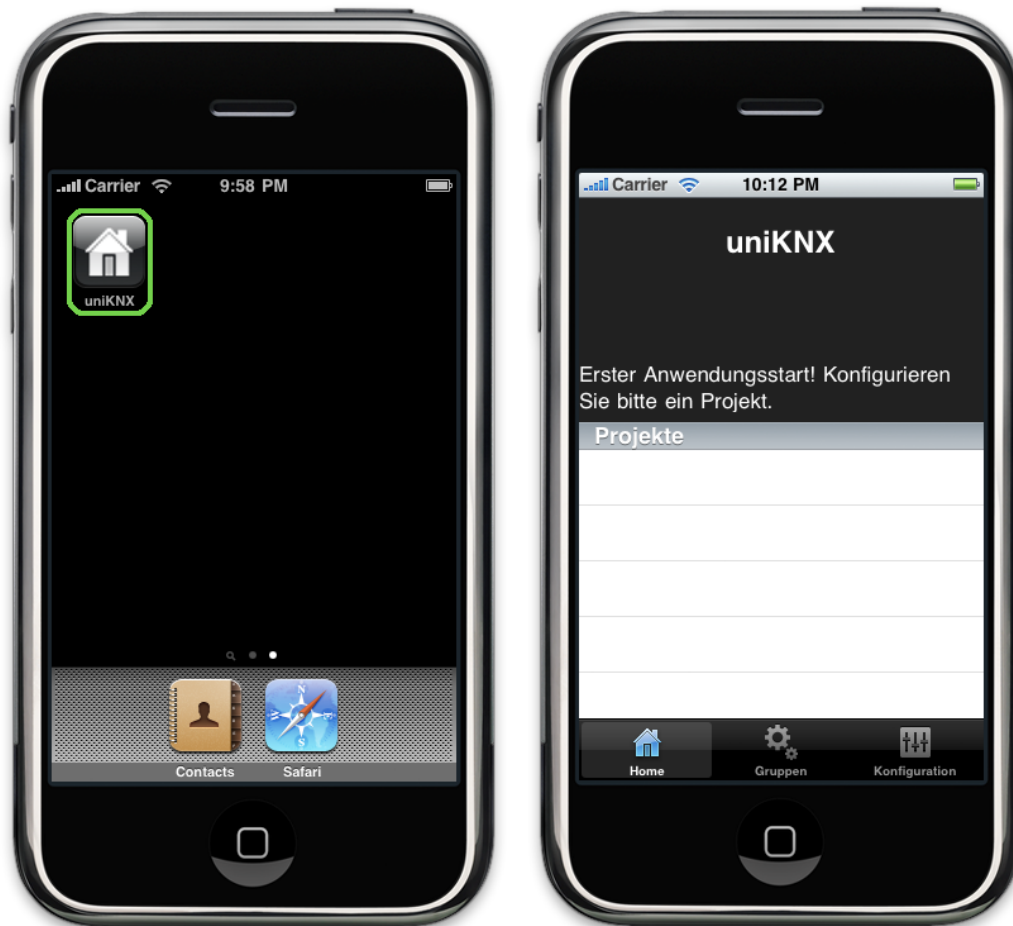 Carrier 9:58 PM
uniKNX
Contacts Safari
Carrier 10:12 PM
uniKNX
Erster Anwendungsstart! Konfigurieren
Sie bitte ein Projekt.
Projekte
Home Gruppen Konfiguration